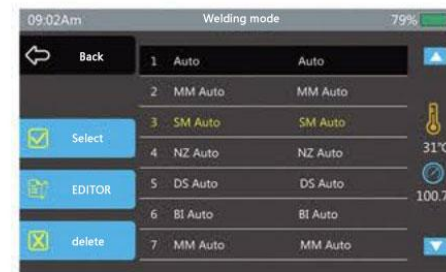 09:02Am Welding mode 79%
Back
Select
EDITOR
delete
1 Auto Auto
2 MM Auto MM Auto
3 SM Auto SM Auto
4 NZ Auto NZ Auto
5 DS Auto DS Auto
6 BI Auto BI Auto
7 MM Auto MM Auto
31°C
100.7